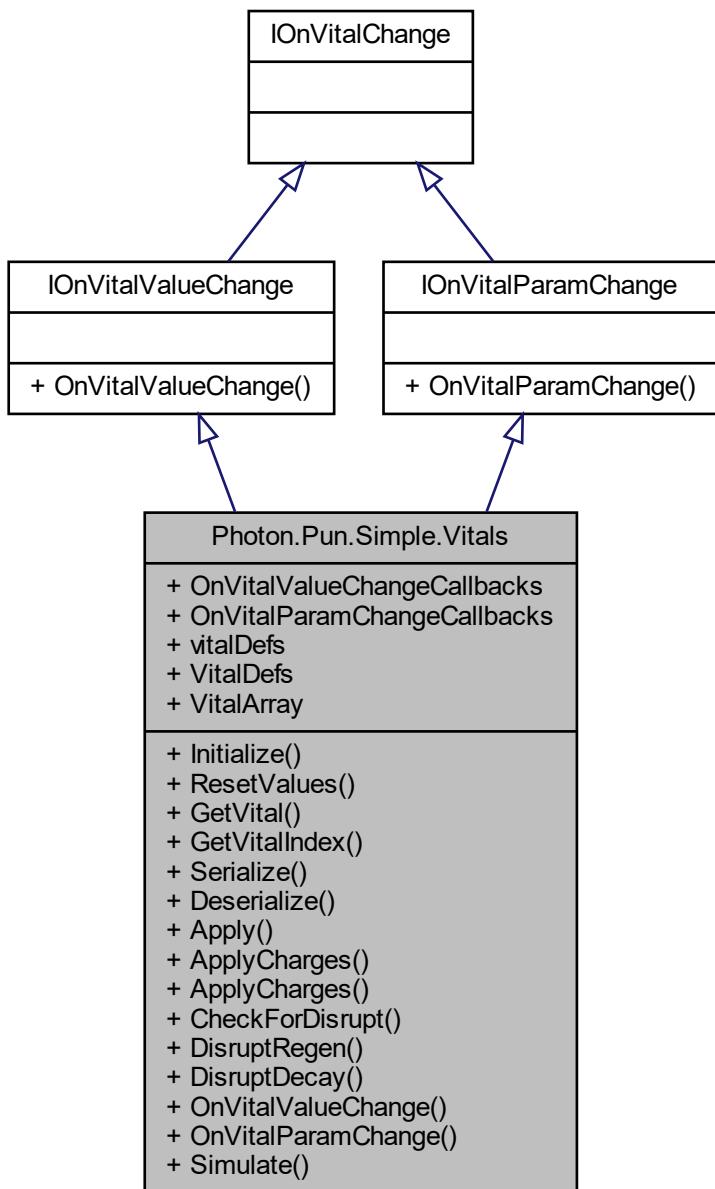 IOnVitalChange
IOnVitalValueChange
+ OnVitalValueChange()
IOnVitalParamChange
+ OnVitalParamChange()
Photon.Pun.Simple.Vitals
+ OnVitalValueChangeCallbacks
+ OnVitalParamChangeCallbacks
+ vitalDefs
+ VitalDefs
+ VitalArray
+ Initialize()
+ ResetValues()
+ GetVital()
+ GetVitalIndex()
+ Serialize()
+ Deserialize()
+ Apply()
+ ApplyCharges()
+ ApplyCharges()
+ CheckForDisrupt()
+ DisruptRegen()
+ DisruptDecay()
+ OnVitalValueChange()
+ OnVitalParamChange()
+ Simulate()